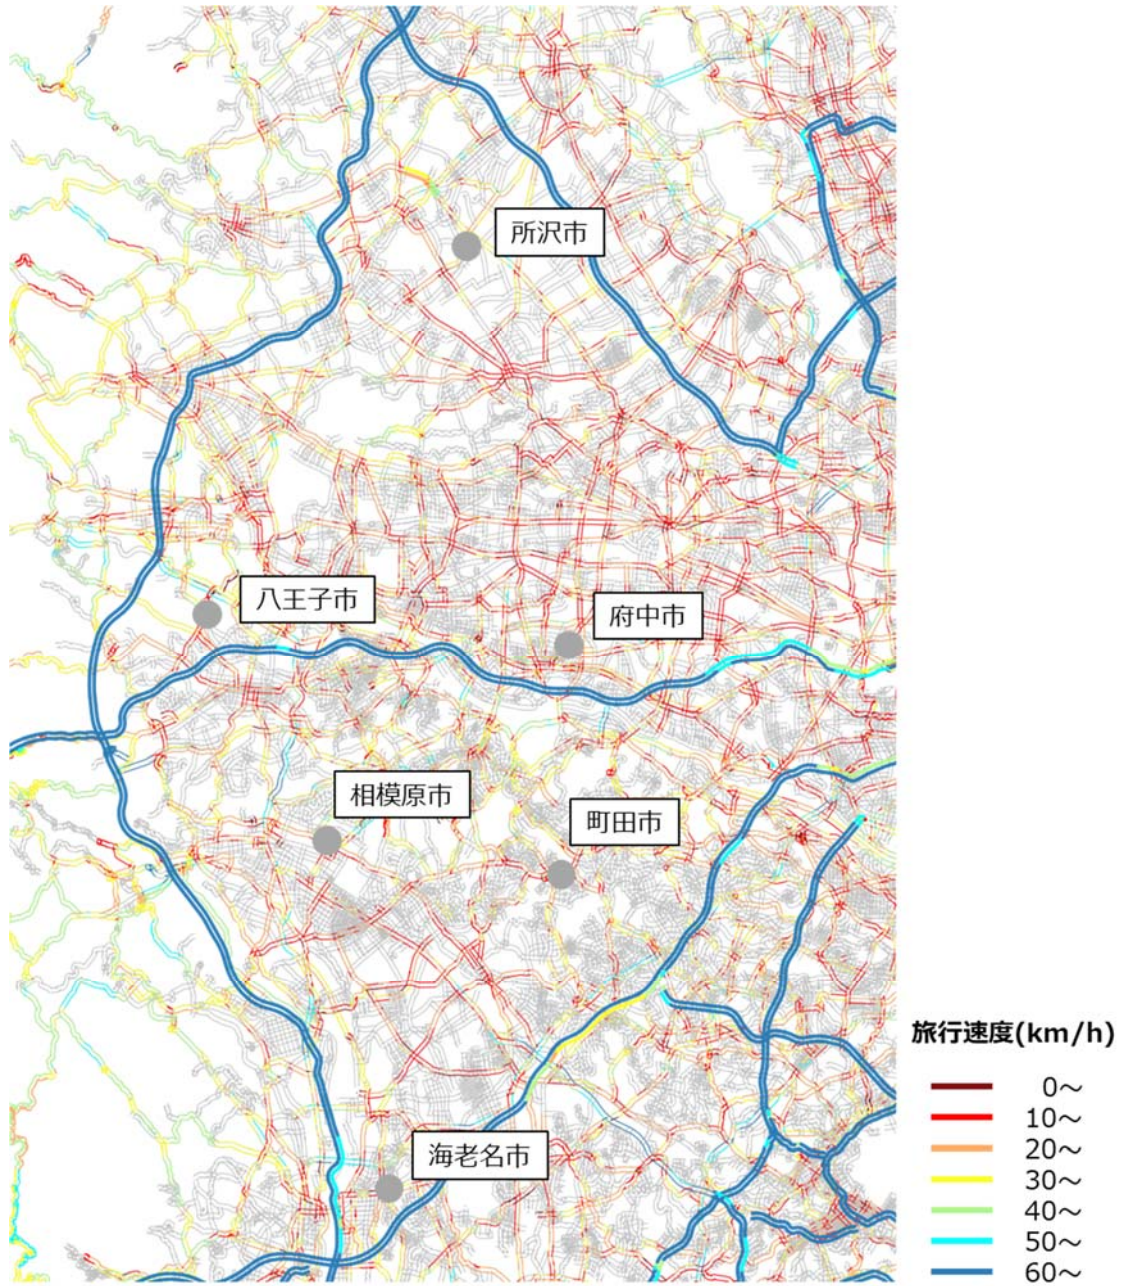 所沢市
八王子市
府中市
相模原市
町田市
海老名市
旅行速度(km/h)
0～
10～
20～
30～
40～
50～
60～